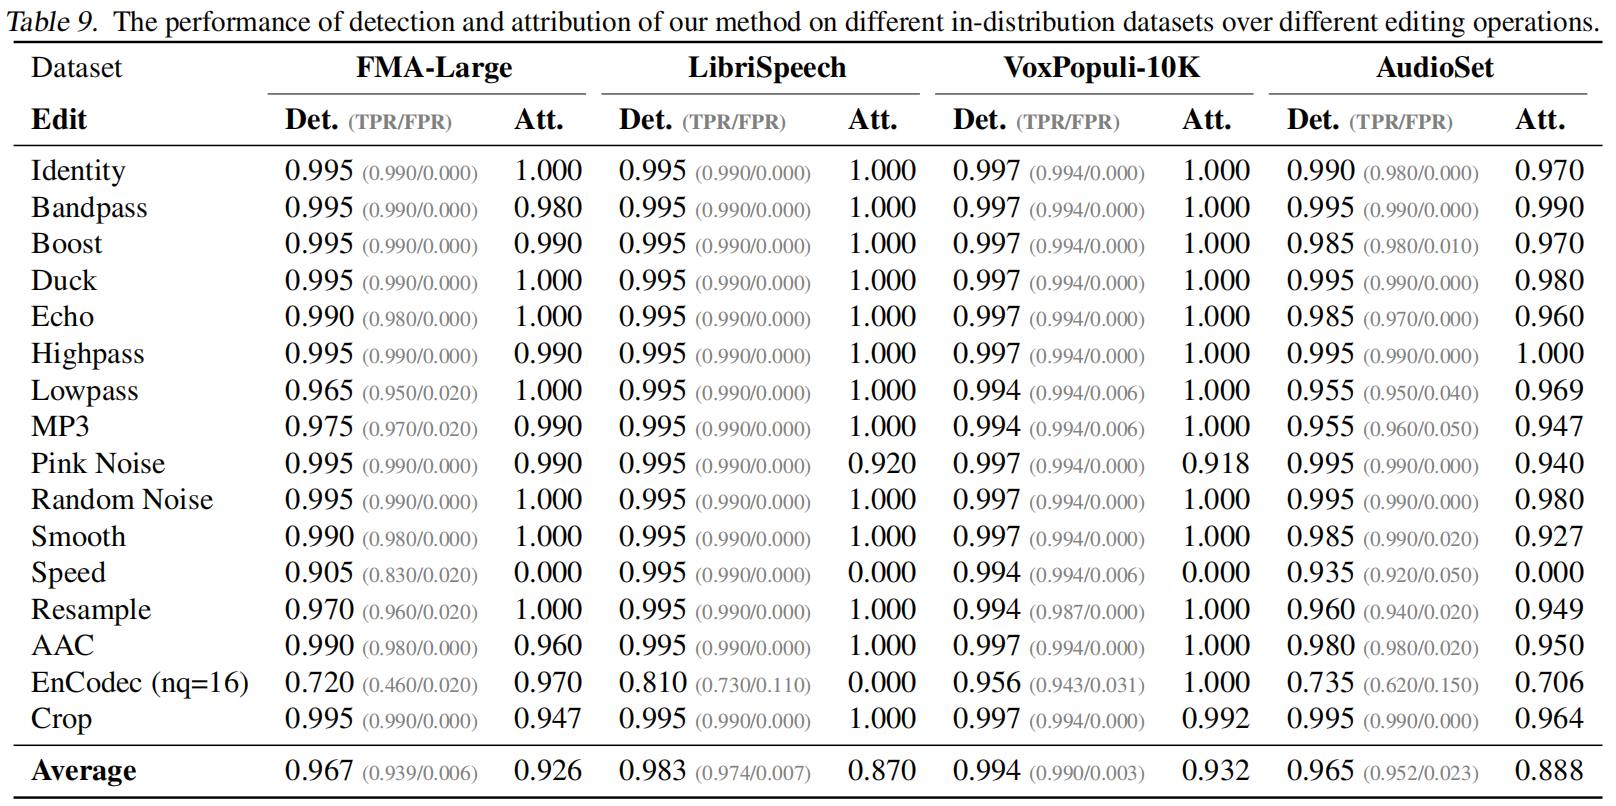 Table 9. The performance of detection and attribution of our method on different in-distribution datasets over different editing operations.
Dataset FMA-Large LibriSpeech VoxPopuli-10K AudioSet
Edit Det. (TPR/FPR) Att. Det. (TPR/FPR) Att. Det. (TPR/FPR) Att. Det. (TPR/FPR) Att.
Identity 0.995 (0.990/0.000) 1.000 0.995 (0.990/0.000) 1.000 0.997 (0.994/0.000) 1.000 0.990 (0.980/0.000) 0.970
Bandpass 0.995 (0.990/0.000) 0.980 0.995 (0.990/0.000) 1.000 0.997 (0.994/0.000) 1.000 0.995 (0.990/0.000) 0.990
Boost 0.995 (0.990/0.000) 0.990 0.995 (0.990/0.000) 1.000 0.997 (0.994/0.000) 1.000 0.985 (0.980/0.010) 0.970
Duck 0.995 (0.990/0.000) 1.000 0.995 (0.990/0.000) 1.000 0.997 (0.994/0.000) 1.000 0.995 (0.990/0.000) 0.980
Echo 0.990 (0.980/0.000) 1.000 0.995 (0.990/0.000) 1.000 0.997 (0.994/0.000) 1.000 0.985 (0.970/0.000) 0.960
Highpass 0.995 (0.990/0.000) 0.990 0.995 (0.990/0.000) 1.000 0.997 (0.994/0.000) 1.000 0.995 (0.990/0.000) 1.000
Lowpass 0.965 (0.950/0.020) 1.000 0.995 (0.990/0.000) 1.000 0.994 (0.994/0.006) 1.000 0.955 (0.950/0.040) 0.969
MP3 0.975 (0.970/0.020) 0.990 0.995 (0.990/0.000) 1.000 0.994 (0.994/0.006) 1.000 0.955 (0.960/0.050) 0.947
Pink Noise 0.995 (0.990/0.000) 0.990 0.995 (0.990/0.000) 0.920 0.997 (0.994/0.000) 0.918 0.995 (0.990/0.000) 0.940
Random Noise 0.995 (0.990/0.000) 1.000 0.995 (0.990/0.000) 1.000 0.997 (0.994/0.000) 1.000 0.995 (0.990/0.000) 0.980
Smooth 0.990 (0.980/0.000) 1.000 0.995 (0.990/0.000) 1.000 0.997 (0.994/0.000) 1.000 0.985 (0.990/0.020) 0.927
Speed 0.905 (0.830/0.020) 0.000 0.995 (0.990/0.000) 0.000 0.994 (0.994/0.006) 0.000 0.935 (0.920/0.050) 0.000
Resample 0.970 (0.960/0.020) 1.000 0.995 (0.990/0.000) 1.000 0.994 (0.987/0.000) 1.000 0.960 (0.940/0.020) 0.949
AAC 0.990 (0.980/0.000) 0.960 0.995 (0.990/0.000) 1.000 0.997 (0.994/0.000) 1.000 0.980 (0.980/0.020) 0.950
EnCodec (nq=16) 0.720 (0.460/0.020) 0.970 0.810 (0.730/0.110) 0.000 0.956 (0.943/0.031) 1.000 0.735 (0.620/0.150) 0.706
Crop 0.995 (0.990/0.000) 0.947 0.995 (0.990/0.000) 1.000 0.997 (0.994/0.000) 0.992 0.995 (0.990/0.000) 0.964
Average 0.967 (0.939/0.006) 0.926 0.983 (0.974/0.007) 0.870 0.994 (0.990/0.003) 0.932 0.965 (0.952/0.023) 0.888